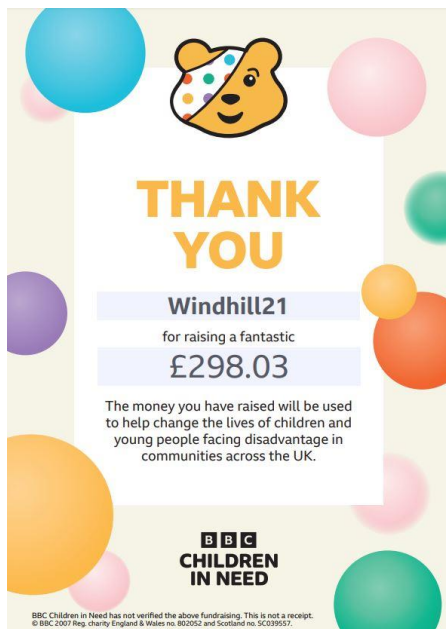 THANK
YOU
Windhill21
for raising a fantastic
£298.03
The money you have raised will be used
to help change the lives of children and
young people facing disadvantage in
communities across the UK.
BBC
CHILDREN
IN NEED
BBC Children in Need has not verified the above fundraising. This is not a receipt.
© BBC 2007 Reg. charity England & Wales no. 802052 and Scotland no. SC039557.